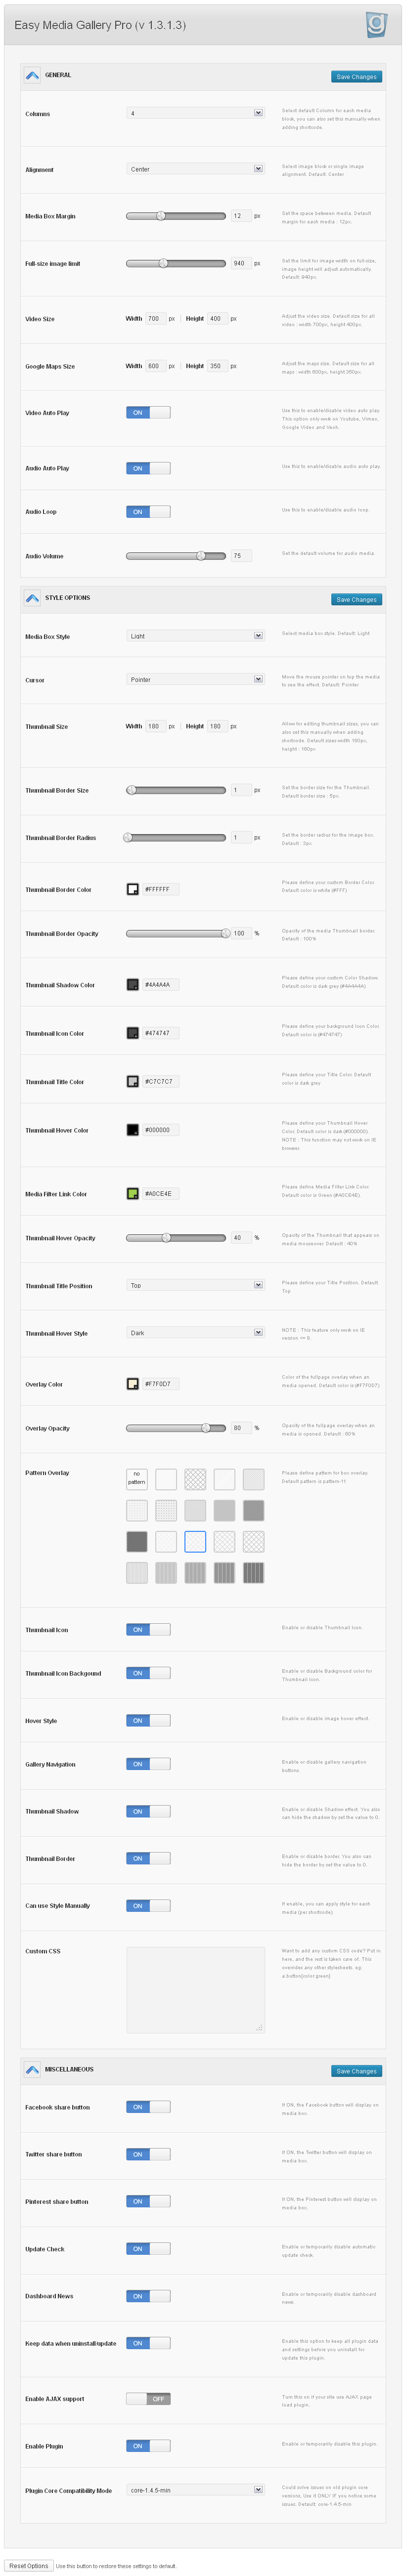 Easy Media Gallery Pro (v 1.3.1.3)
GENERAL
Save Changes
Columns
4
Select default Column for each media
block, you can also set this manually when
adding shortcode.
Alignment
Center
Select image block or single image
alignment. Default: Center
Media Box Margin
12 px
Set the space between media. Default
margin for each media : 12px.
Full-size image limit
940 px
Set the limit for image width on full size,
image height will adjust automatically.
Default: 940px.
Video Size
Width 700 px Height 400 px
Adjust the video size. Default size for all
video : width 700px, height 400px.
Google Maps Size
Width 600 px Height 350 px
Adjust the maps size. Default size for all
maps : width 600px, height 350px.
Video Auto Play
ON
Use this to enable/disable video auto play.
This option only work on Youtube, Vimeo,
Google Video and Veoh.
Audio Auto Play
ON
Use this to enable/disable audio auto play.
Audio Loop
ON
Use this to enable/disable audio loop.
Audio Volume
75
Set the default volume for audio media.
STYLE OPTIONS
Save Changes
Media Box Style
Light
Select media box style. Default: Light
Cursor
Pointer
Move the mouse pointer on top the media
to see the effect. Default: Pointer
Thumbnail Size
Width 180 px Height 180 px
Allow for editing thumbnail sizes, you can
also set this manually when adding
shortcode. Default sizes width 180px,
height : 180px
Thumbnail Border Size
1 px
Set the border size for the Thumbnail.
Default border size : 5px.
Thumbnail Border Radius
1 px
Set the border radius for the image box.
Default : 3px
Thumbnail Border Color
#FFFFFF
Please define your custom Border Color.
Default color is white (#FFF)
Thumbnail Border Opacity
100 %
Opacity of the media Thumbnail border.
Default : 100%
Thumbnail Shadow Color
#4A4A4A
Please define your custom Color Shadow.
Default color is dark grey (#4A4A4A)
Thumbnail Icon Color
#474747
Please define your background Icon Color.
Default color is (#474747)
Thumbnail Title Color
#C7C7C7
Please define your Title Color. Default
color is dark grey
Thumbnail Hover Color
#000000
Please define your Thumbnail Hover
Color. Default color is dark (#000000)
NOTE : This function may not work on IE
browser.
Media Filter Link Color
#A0CE4E
Please define Media Filter Link Color.
Default color is Green (#A0CE4E)
Thumbnail Hover Opacity
40 %
Opacity of the Thumbnail that appears on
media mouseover. Default : 40%
Thumbnail Title Position
Top
Please define your Title Position. Default:
Top
Thumbnail Hover Style
Dark
NOTE : This feature only work on IE
version >= 9.
Overlay Color
#F7F0D7
Color of the fullpage overlay when an
media opened. Default color is (#F7F0D7)
Overlay Opacity
80 %
Opacity of the fullpage overlay when an
media is opened. Default : 80%
Pattern Overlay
no
pattern
Please define pattern for box overlay.
Default pattern is pattern-11
Thumbnail Icon
ON
Enable or disable Thumbnail Icon.
Thumbnail Icon Backgound
ON
Enable or disable Background color for
Thumbnail Icon.
Hover Style
ON
Enable or disable image hover effect
Gallery Navigation
ON
Enable or disable gallery navigation
buttons.
Thumbnail Shadow
ON
Enable or disable Shadow effect. You also
can hide the shadow by set the value to 0.
Thumbnail Border
ON
Enable or disable border. You also can
hide the border by set the value to 0.
Can use Style Manually
ON
If enable, you can apply style for each
media (per shortcode)
Custom CSS
Want to add any custom CSS code? Put in
here, and the rest is taken care of. This
overrides any other stylesheets. eg:
a.button{color:green}
MISCELLANEOUS
Save Changes
Facebook share button
ON
If ON, the Facebook button will display on
media box.
Twitter share button
ON
If ON, the Twitter button will display on
media box.
Pinterest share button
ON
If ON, the Pinterest button will display on
media box.
Update Check
ON
Enable or temporarily disable automatic
update check.
Dashboard News
ON
Enable or temporarily disable dashboard
news.
Keep data when uninstall/update
ON
Enable this option to keep all plugin data
and settings before you uninstall for
update this plugin.
Enable AJAX support
OFF
Turn this on if your site use AJAX page
load plugin.
Enable Plugin
ON
Enable or temporarily disable this plugin.
Plugin Core Compatibility Mode
core-1.4.5-min
Could solve issues on old plugin core
versions. Use it ONLY IF you notice some
issues. Default: core-1.4.5-min
Reset Options Use this button to restore these settings to default.